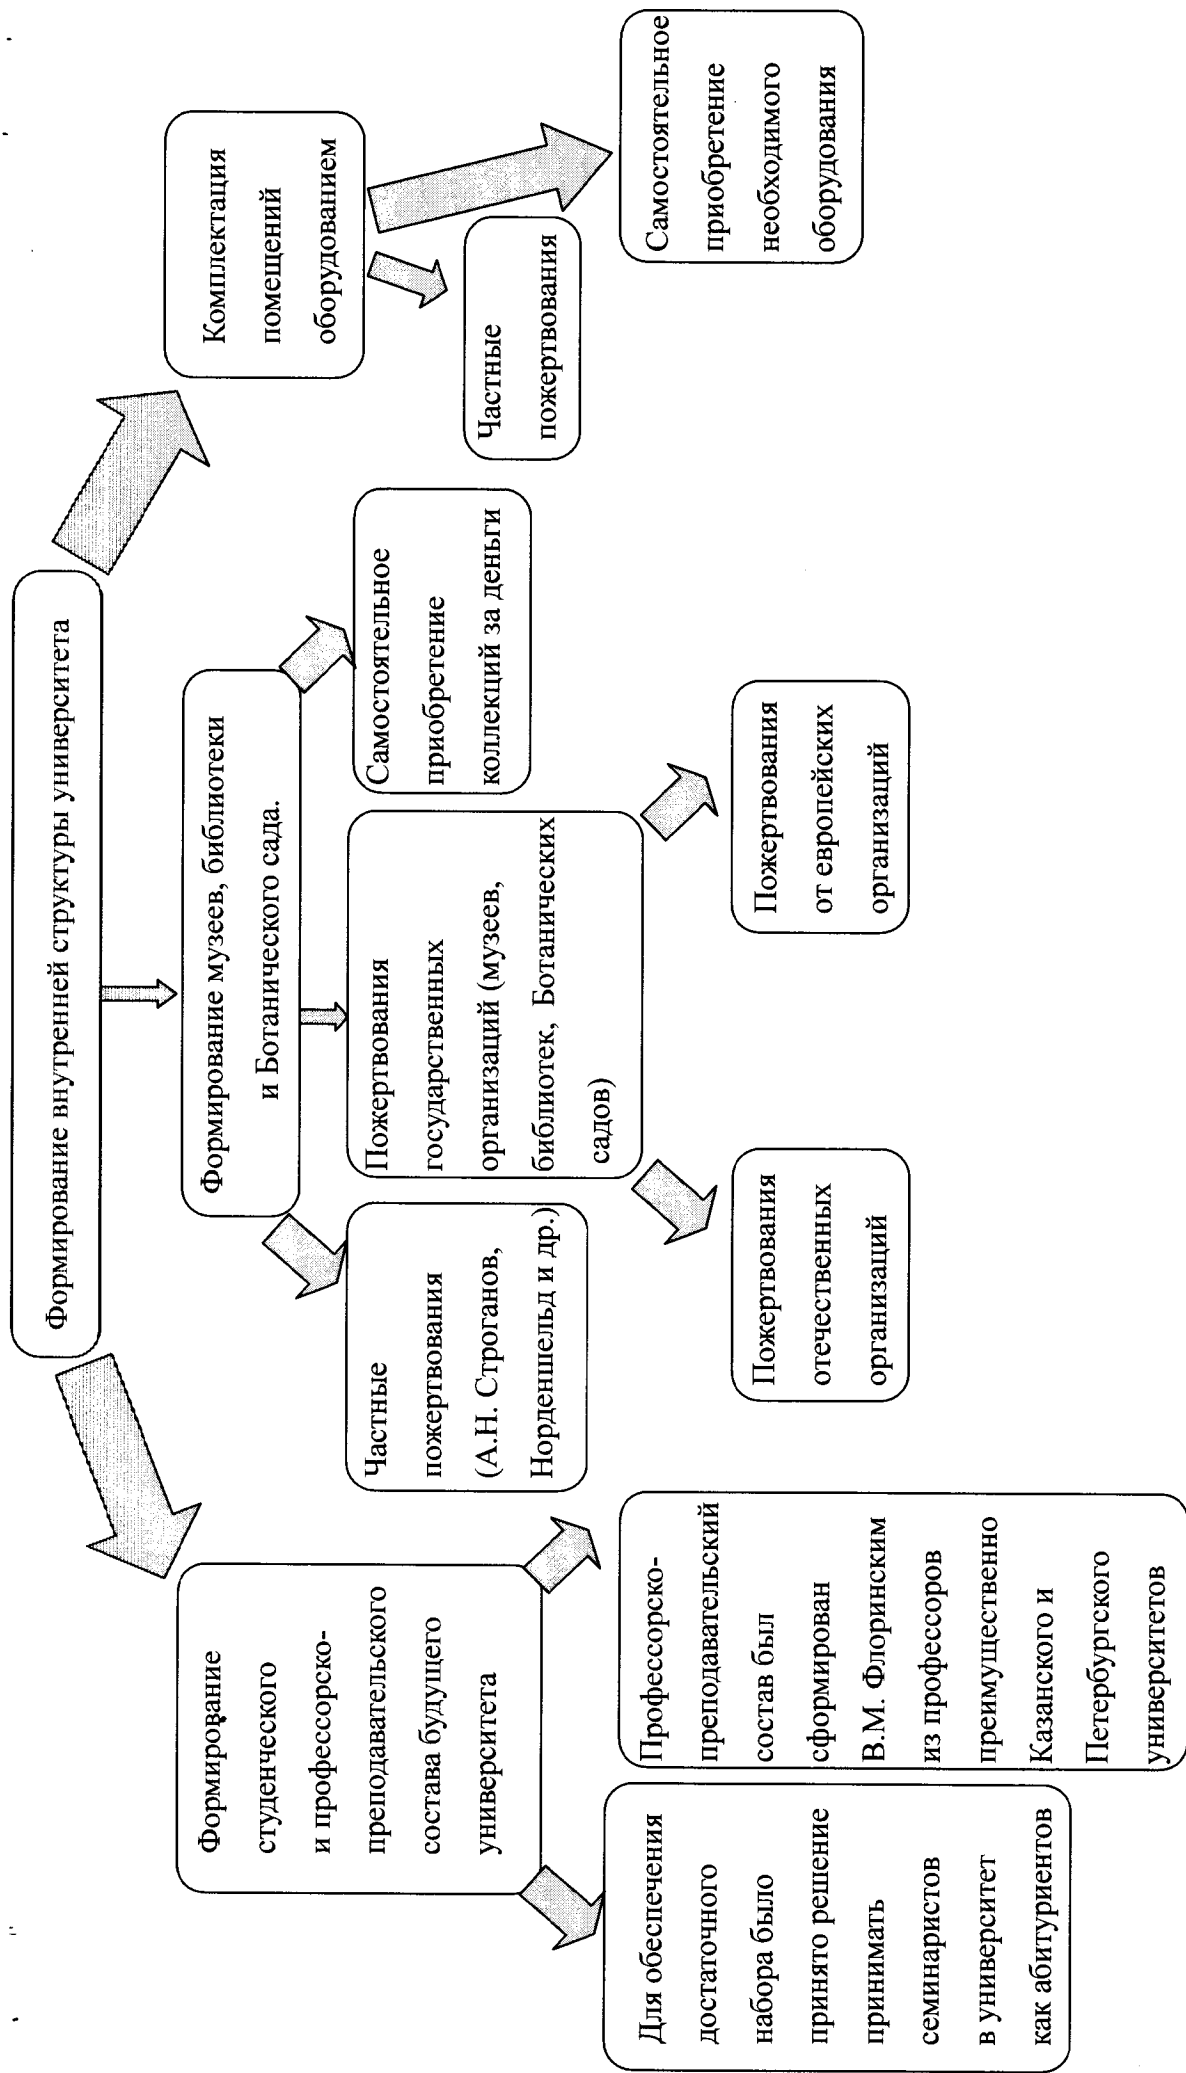 Формирование внутренней структуры университета
Формирование
студенческого
и профессорско-
преподавательского
состава будущего
университета
Формирование музеев, библиотеки
и Ботанического сада.
Комплектация
помещений
оборудованием
Для обеспечения
достаточного
набора было
принято решение
принимать
семинаристов
в университет
как абитуриентов
Профессорско-
преподавательский
состав был
сформирован
В.М. Флоринским
из профессоров
преимущественно
Казанского и
Петербургского
университетов
Частные
пожертвования
(А.Н. Строганов,
Норденшельд и др.)
Пожертвования
государственных
организаций (музеев,
библиотек, Ботанических
садов)
Самостоятельное
приобретение
коллекций за деньги
Пожертвования
отечественных
организаций
Пожертвования
от европейских
организаций
Частные
пожертвования
Самостоятельное
приобретение
необходимого
оборудования